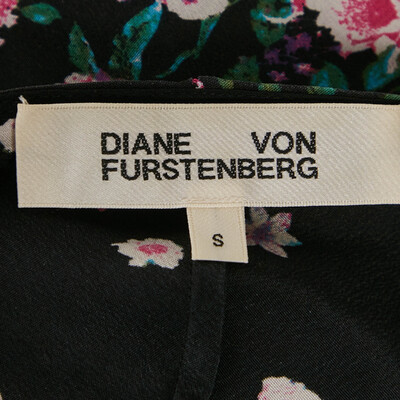 DIANE VON
FURSTENBERG
S